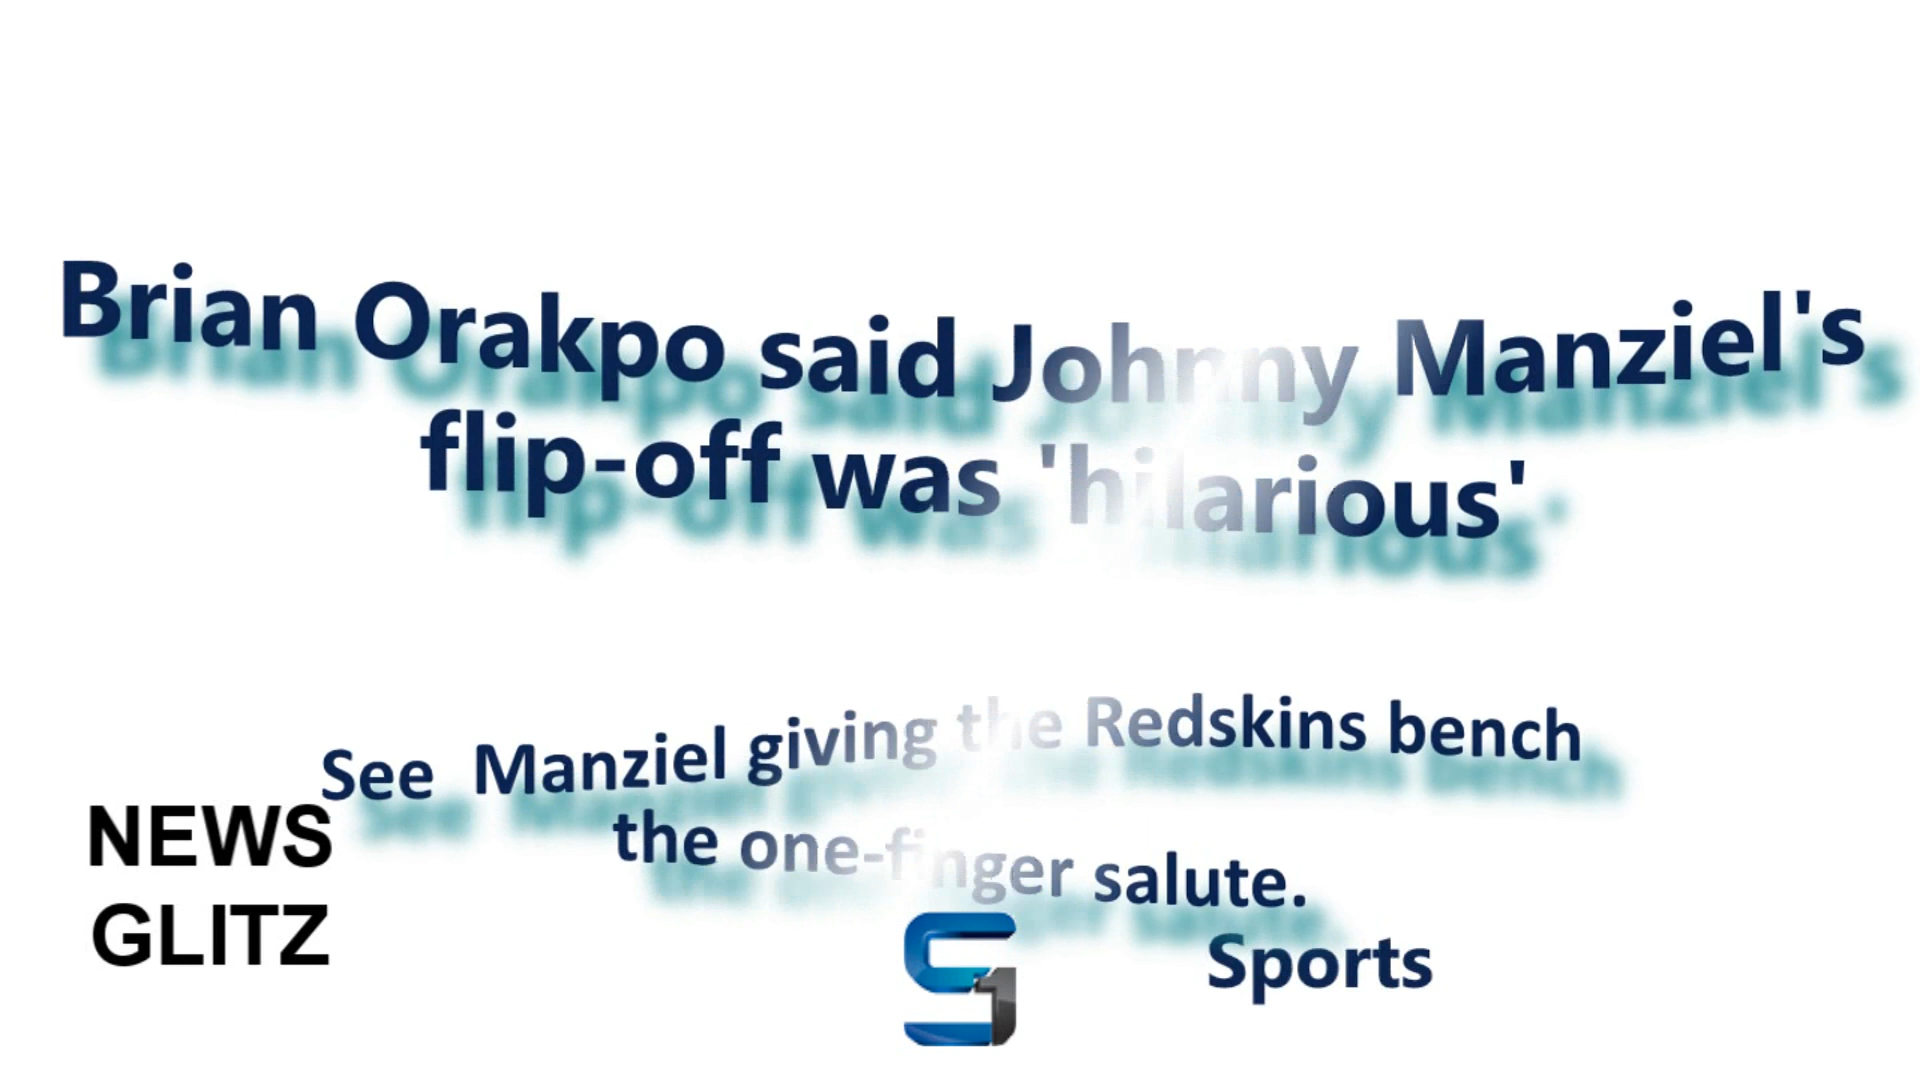 Brian Orakpo said Johnny Manziel's
flip-off was 'hilarious'
See Manziel giving the Redskins bench
the one-finger salute.
NEWS
GLITZ
S1
Sports